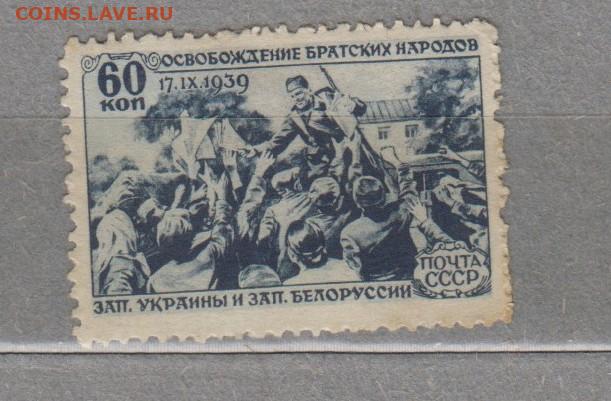 COINS.LAVE.RU
60
КОП
ОСВОБОЖДЕНИЕ БРАТСКИХ НАРОДОВ
17.IX.1939
ПОЧТА
СССР
ЗАП. УКРАИНЫ И ЗАП. БЕЛОРУССИИ